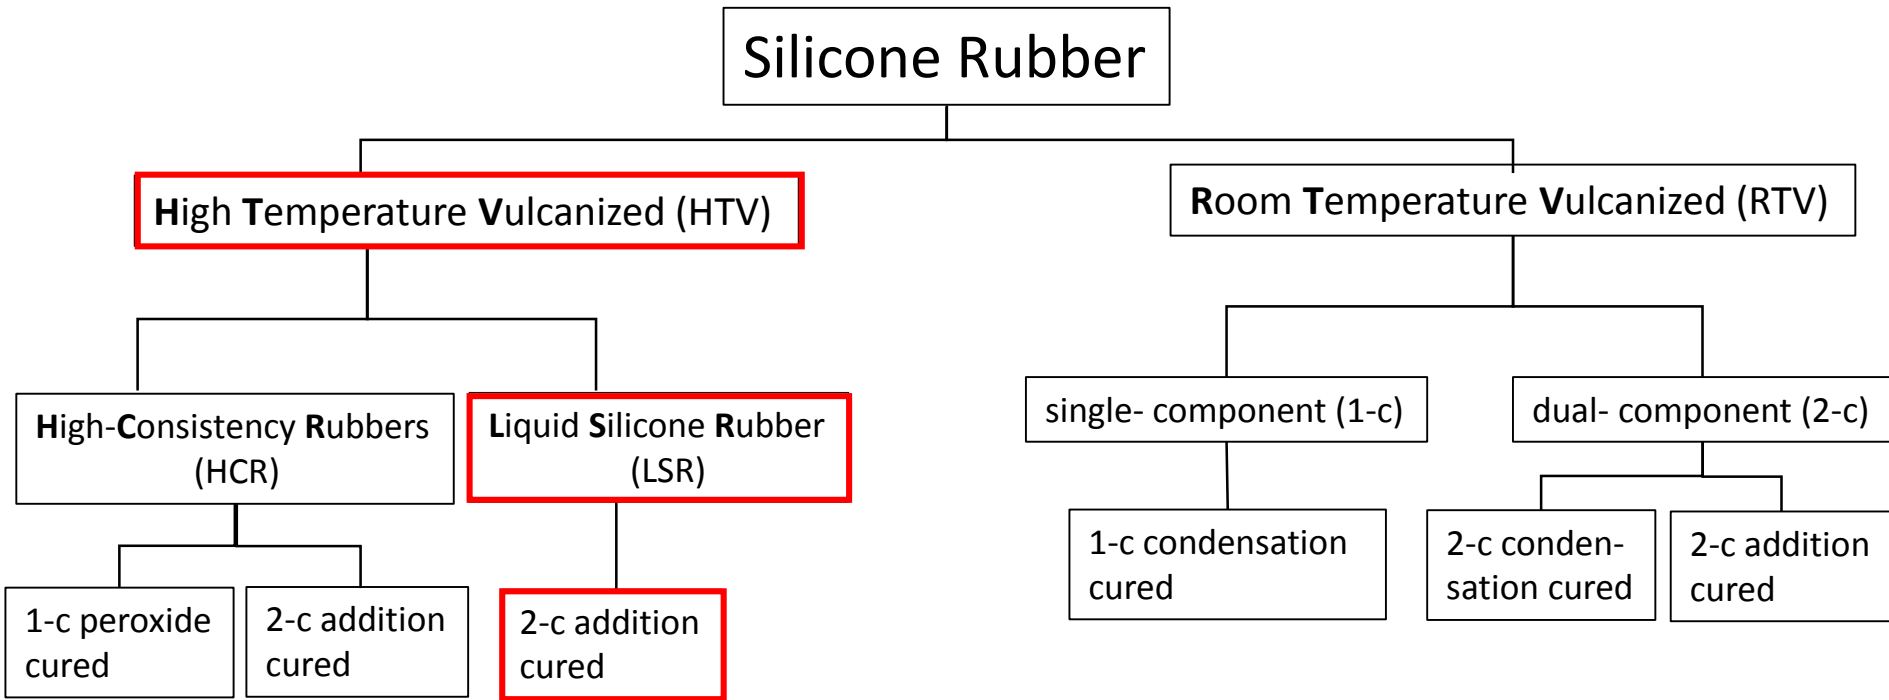 Silicone Rubber
High Temperature Vulcanized (HTV)
Room Temperature Vulcanized (RTV)
High-Consistency Rubbers
(HCR)
Liquid Silicone Rubber
(LSR)
single- component (1-c)
dual- component (2-c)
1-c peroxide
cured
2-c addition
cured
2-c addition
cured
1-c condensation
cured
2-c conden-
sation cured
2-c addition
cured